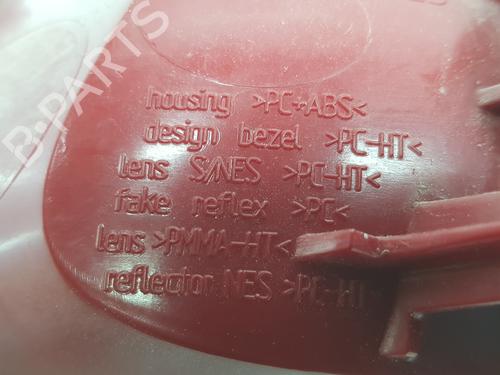 housing >PC+ABS<
design bezel >PC-HT<
lens S/NES >PC-HT<
fake reflex >PC<
lens >PMMA-HT<
reflector NES >PC-HT<
B-PARTS